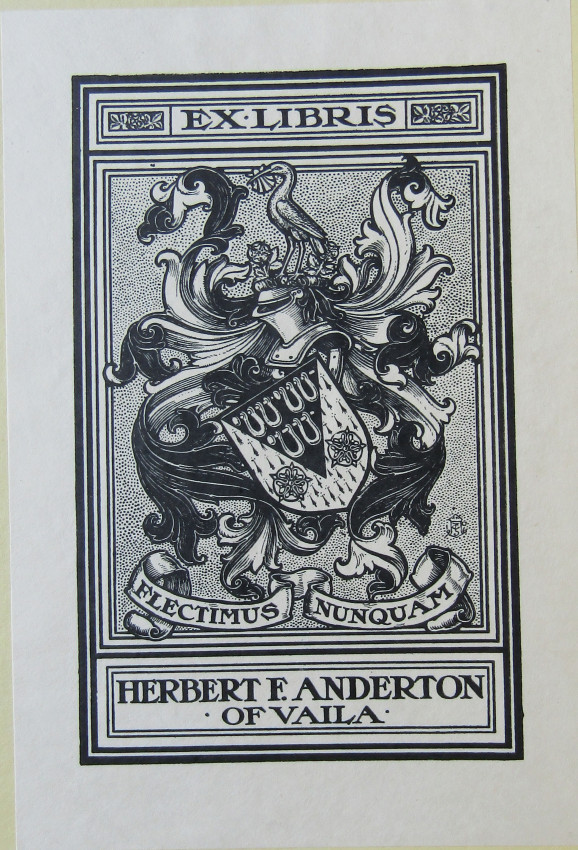 EX·LIBRIS
FLECTIMUS NUNQUAM
HERBERT F. ANDERTON
· OF VAILA ·